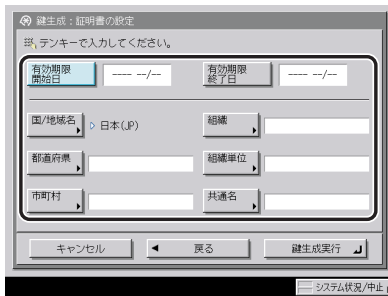 鍵生成：証明書の設定
テンキーで入力してください。
有効期限
開始日
---- --/--
有効期限
終了日
---- --/--
国/地域名
日本(JP)
組織
都道府県
組織単位
市町村
共通名
キャンセル
戻る
鍵生成実行
システム状況/中止